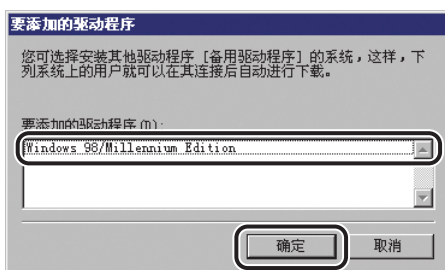 要添加的驱动程序
您可选择安装其他驱动程序 [备用驱动程序] 的系统，这样，下
列系统上的用户就可以在其连接后自动进行下载。
要添加的驱动程序(D):
Windows 98/Millennium Edition
确定 取消